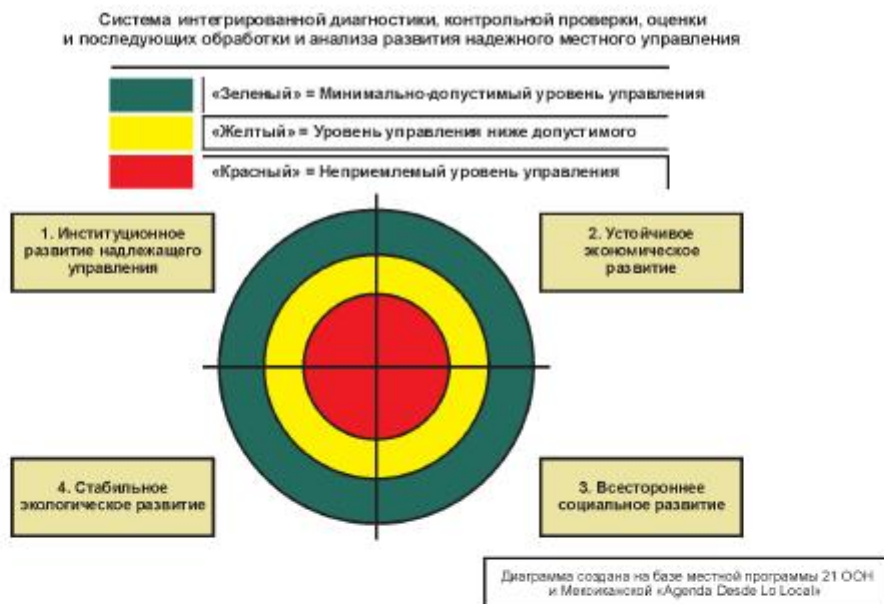 Система интегрированной диагностики, контрольной проверки, оценки
и последующих обработки и анализа развития надежного местного управления
«Зеленый» = Минимально-допустимый уровень управления
«Желтый» = Уровень управления ниже допустимого
«Красный» = Неприемлемый уровень управления
1. Институционное
развитие надлежащего
управления
2. Устойчивое
экономическое
развитие
4. Стабильное
экологическое развитие
3. Всестороннее
социальное развитие
Диаграмма создана на базе местной программы 21 ООН
и Мексиканской «Agenda Desde Lo Local»